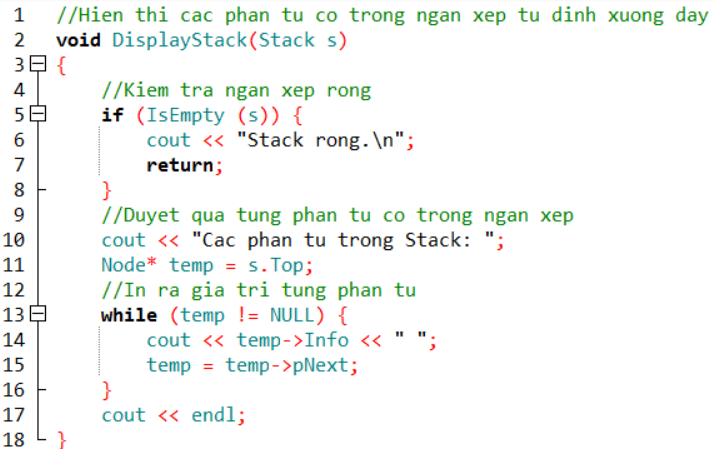 1 //Hien thi cac phan tu co trong ngan xep tu dinh xuong day
2 void DisplayStack(Stack s)
3 {
4     //Kiem tra ngan xep rong
5     if (IsEmpty (s)) {
6         cout << "Stack rong.\n";
7         return;
8     }
9     //Duyet qua tung phan tu co trong ngan xep
10     cout << "Cac phan tu trong Stack: ";
11     Node* temp = s.Top;
12     //In ra gia tri tung phan tu
13     while (temp != NULL) {
14         cout << temp->Info << " ";
15         temp = temp->pNext;
16     }
17     cout << endl;
18 }